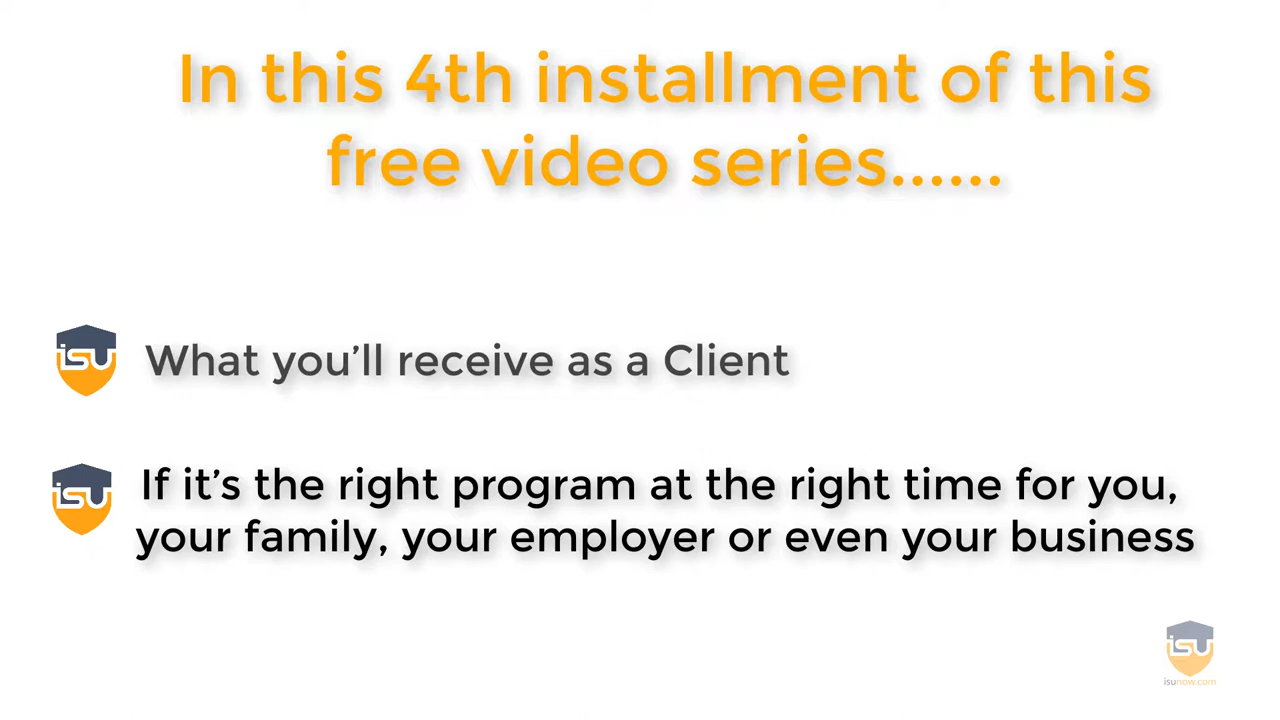 In this 4th installment of this
free video series......
isu
What you'll receive as a Client
isu
If it's the right program at the right time for you,
your family, your employer or even your business
isu
isunow.com